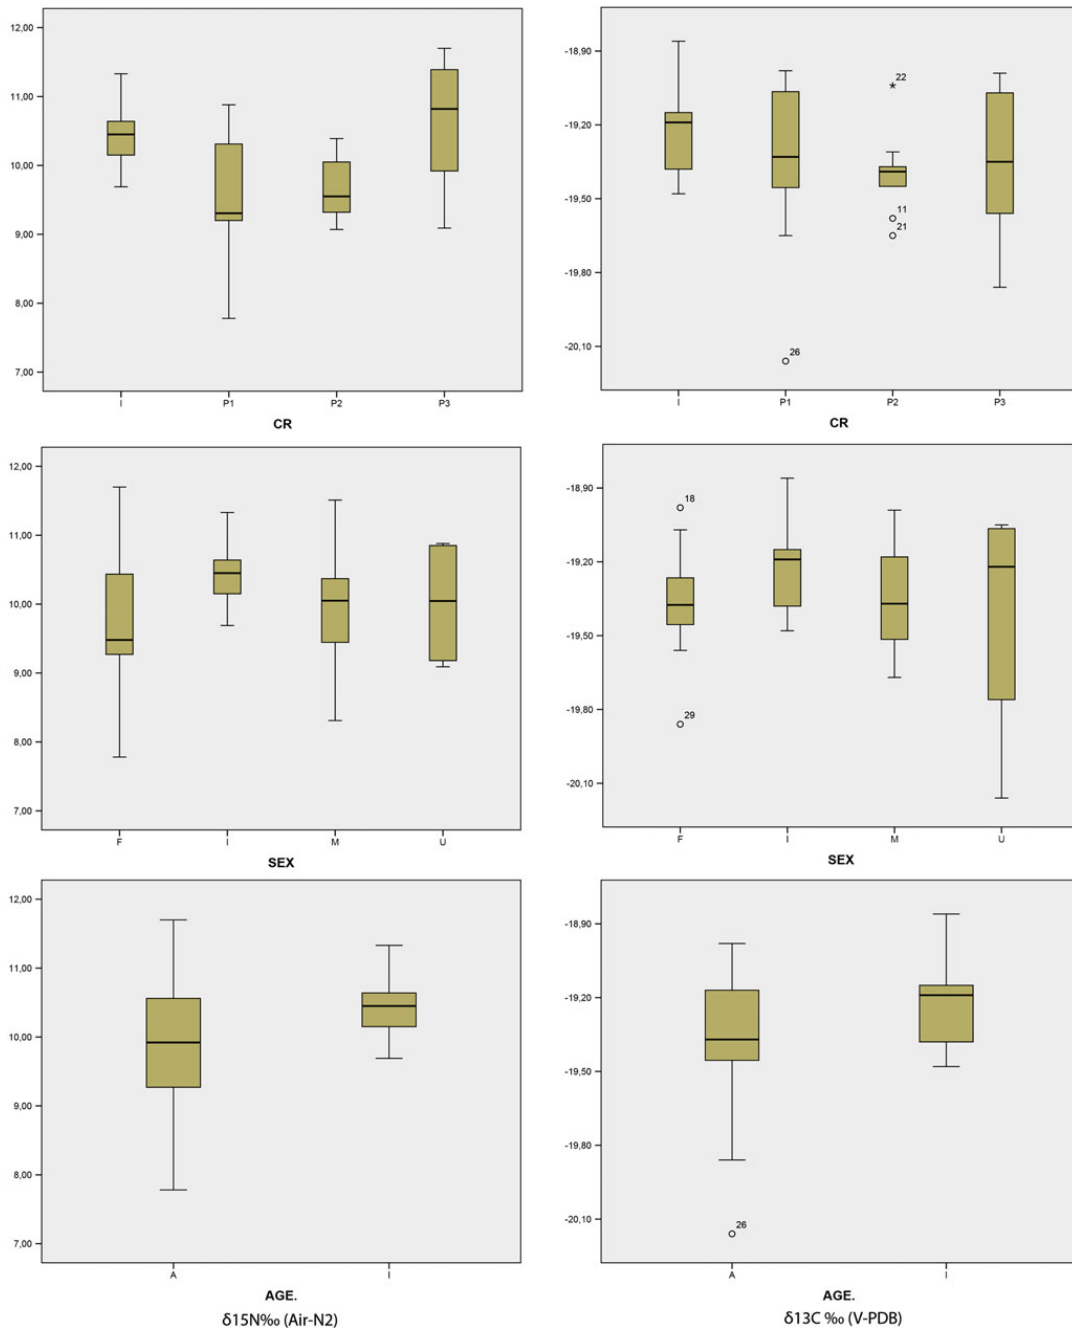 12,00
11,00
10,00
9,00
8,00
7,00
I P1 P2 P3
CR
-18,90
-19,20
-19,50
-19,80
-20,10
22
11
21
26
I P1 P2 P3
CR
12,00
11,00
10,00
9,00
8,00
7,00
F I M U
SEX
-18,90
-19,20
-19,50
-19,80
-20,10
18
29
F I M U
SEX
12,00
11,00
10,00
9,00
8,00
7,00
A I
AGE.
δ15N‰ (Air-N2)
-18,90
-19,20
-19,50
-19,80
-20,10
26
A I
AGE.
δ13C ‰ (V-PDB)